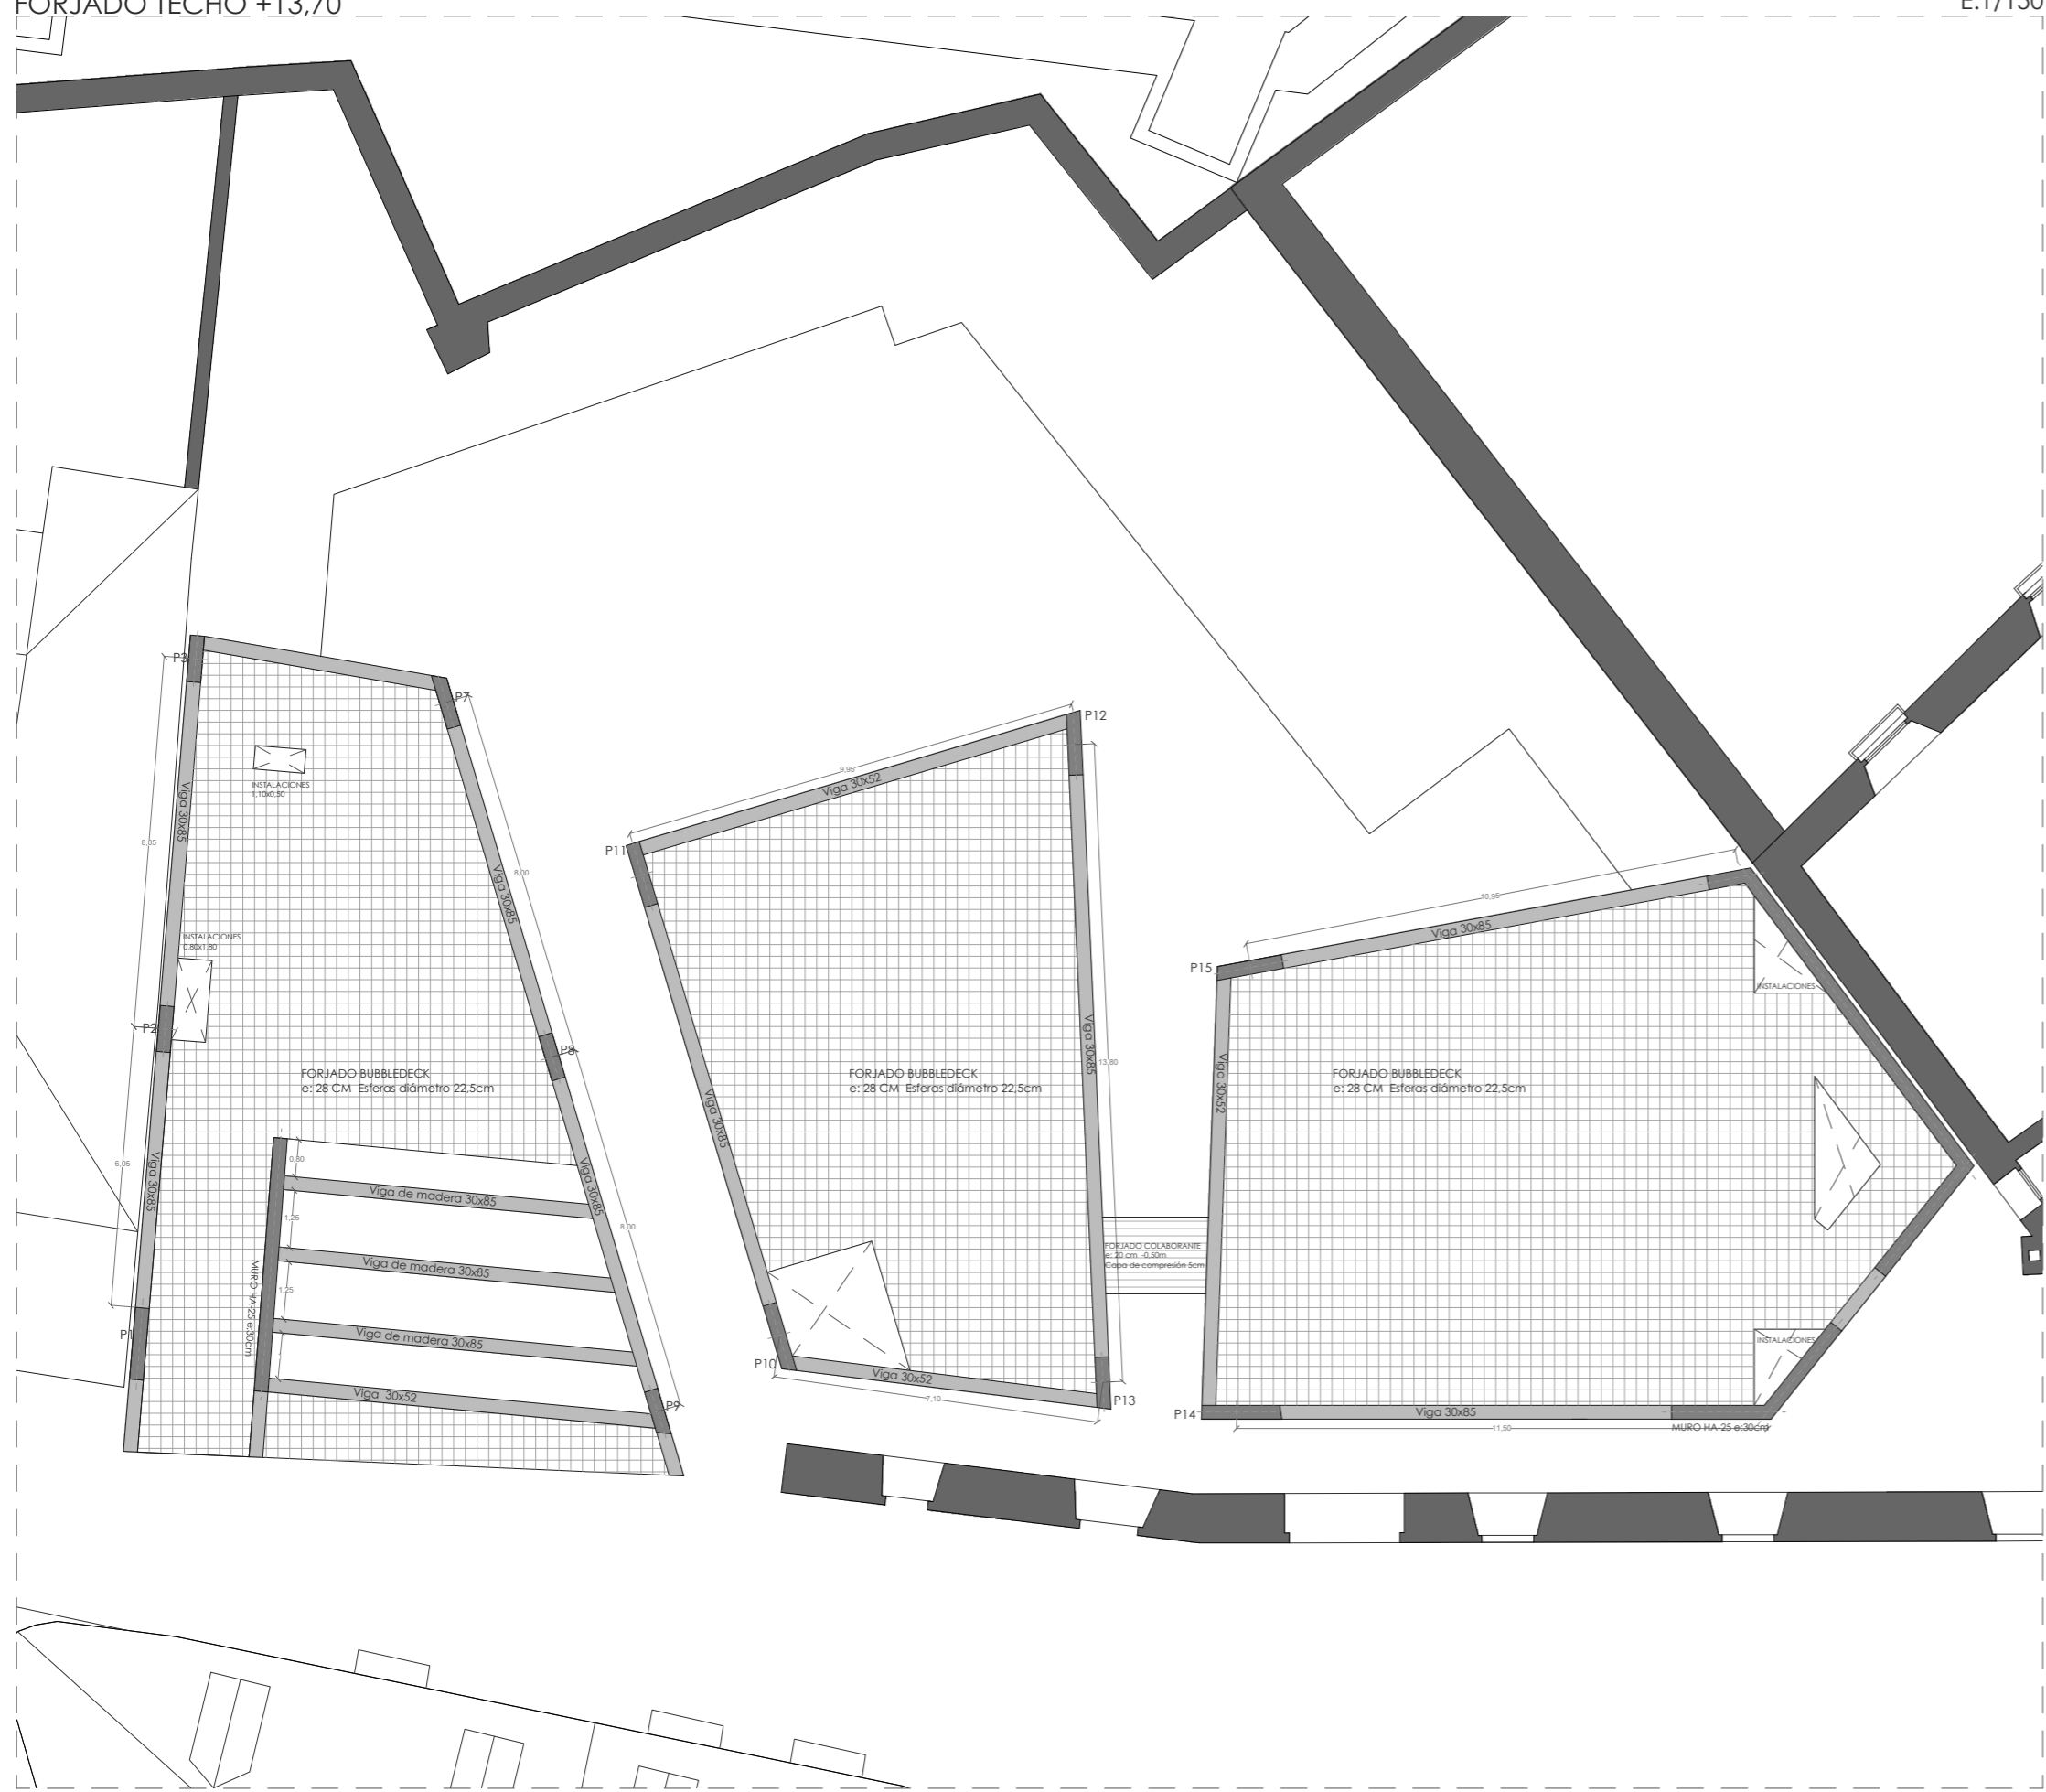 FORJADO TECHO +13,70
E:1/150
P3
P7
INSTALACIONES
1,10x0,50
Viga 30x85
8,05
Viga 30x85
8,00
INSTALACIONES
0,80x1,80
P2
P8
FORJADO BUBBLEDECK
e: 28 CM Esferas diámetro 22,5cm
0,80
Viga 30x85
6,05
Viga 30x85
8,00
Viga de madera 30x85
1,25
Viga de madera 30x85
1,25
MURO HA-25 e:30cm
Viga de madera 30x85
P1
Viga 30x52
P9
P12
9,95
Viga 30x52
P11
Viga 30x85
13,80
FORJADO BUBBLEDECK
e: 28 CM Esferas diámetro 22,5cm
Viga 30x85
P10
Viga 30x52
7,10
P13
FORJADO COLABORANTE
e: 20 cm -0,50m
Capa de compresión 5cm
10,95
Viga 30x85
P15
INSTALACIONES
Viga 30x52
FORJADO BUBBLEDECK
e: 28 CM Esferas diámetro 22,5cm
INSTALACIONES
P14
Viga 30x85
11,50
MURO HA-25 e:30cm